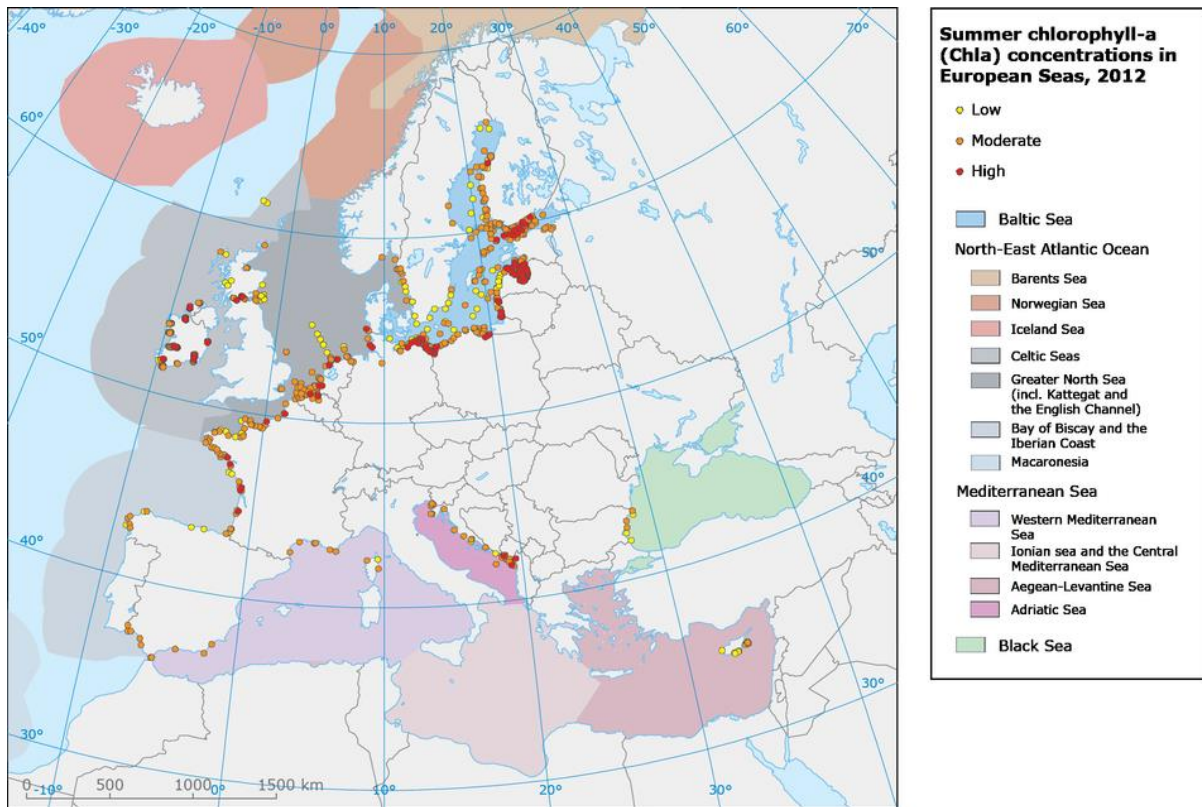 -40°
-30°
-20°
-10°
0°
10°
20°
30°
40°
50°
60°
70°
60°
50°
60°
50°
50°
40°
40°
40°
30°
30°
0 500 1000 1500 km
-10°
0°
10°
20°
30°
40°
Summer chlorophyll-a
(Chla) concentrations in
European Seas, 2012
Low
Moderate
High
Baltic Sea
North-East Atlantic Ocean
Barents Sea
Norwegian Sea
Iceland Sea
Celtic Seas
Greater North Sea
(incl. Kattegat and
the English Channel)
Bay of Biscay and the
Iberian Coast
Macaronesia
Mediterranean Sea
Western Mediterranean
Sea
Ionian sea and the Central
Mediterranean Sea
Aegean-Levantine Sea
Adriatic Sea
Black Sea